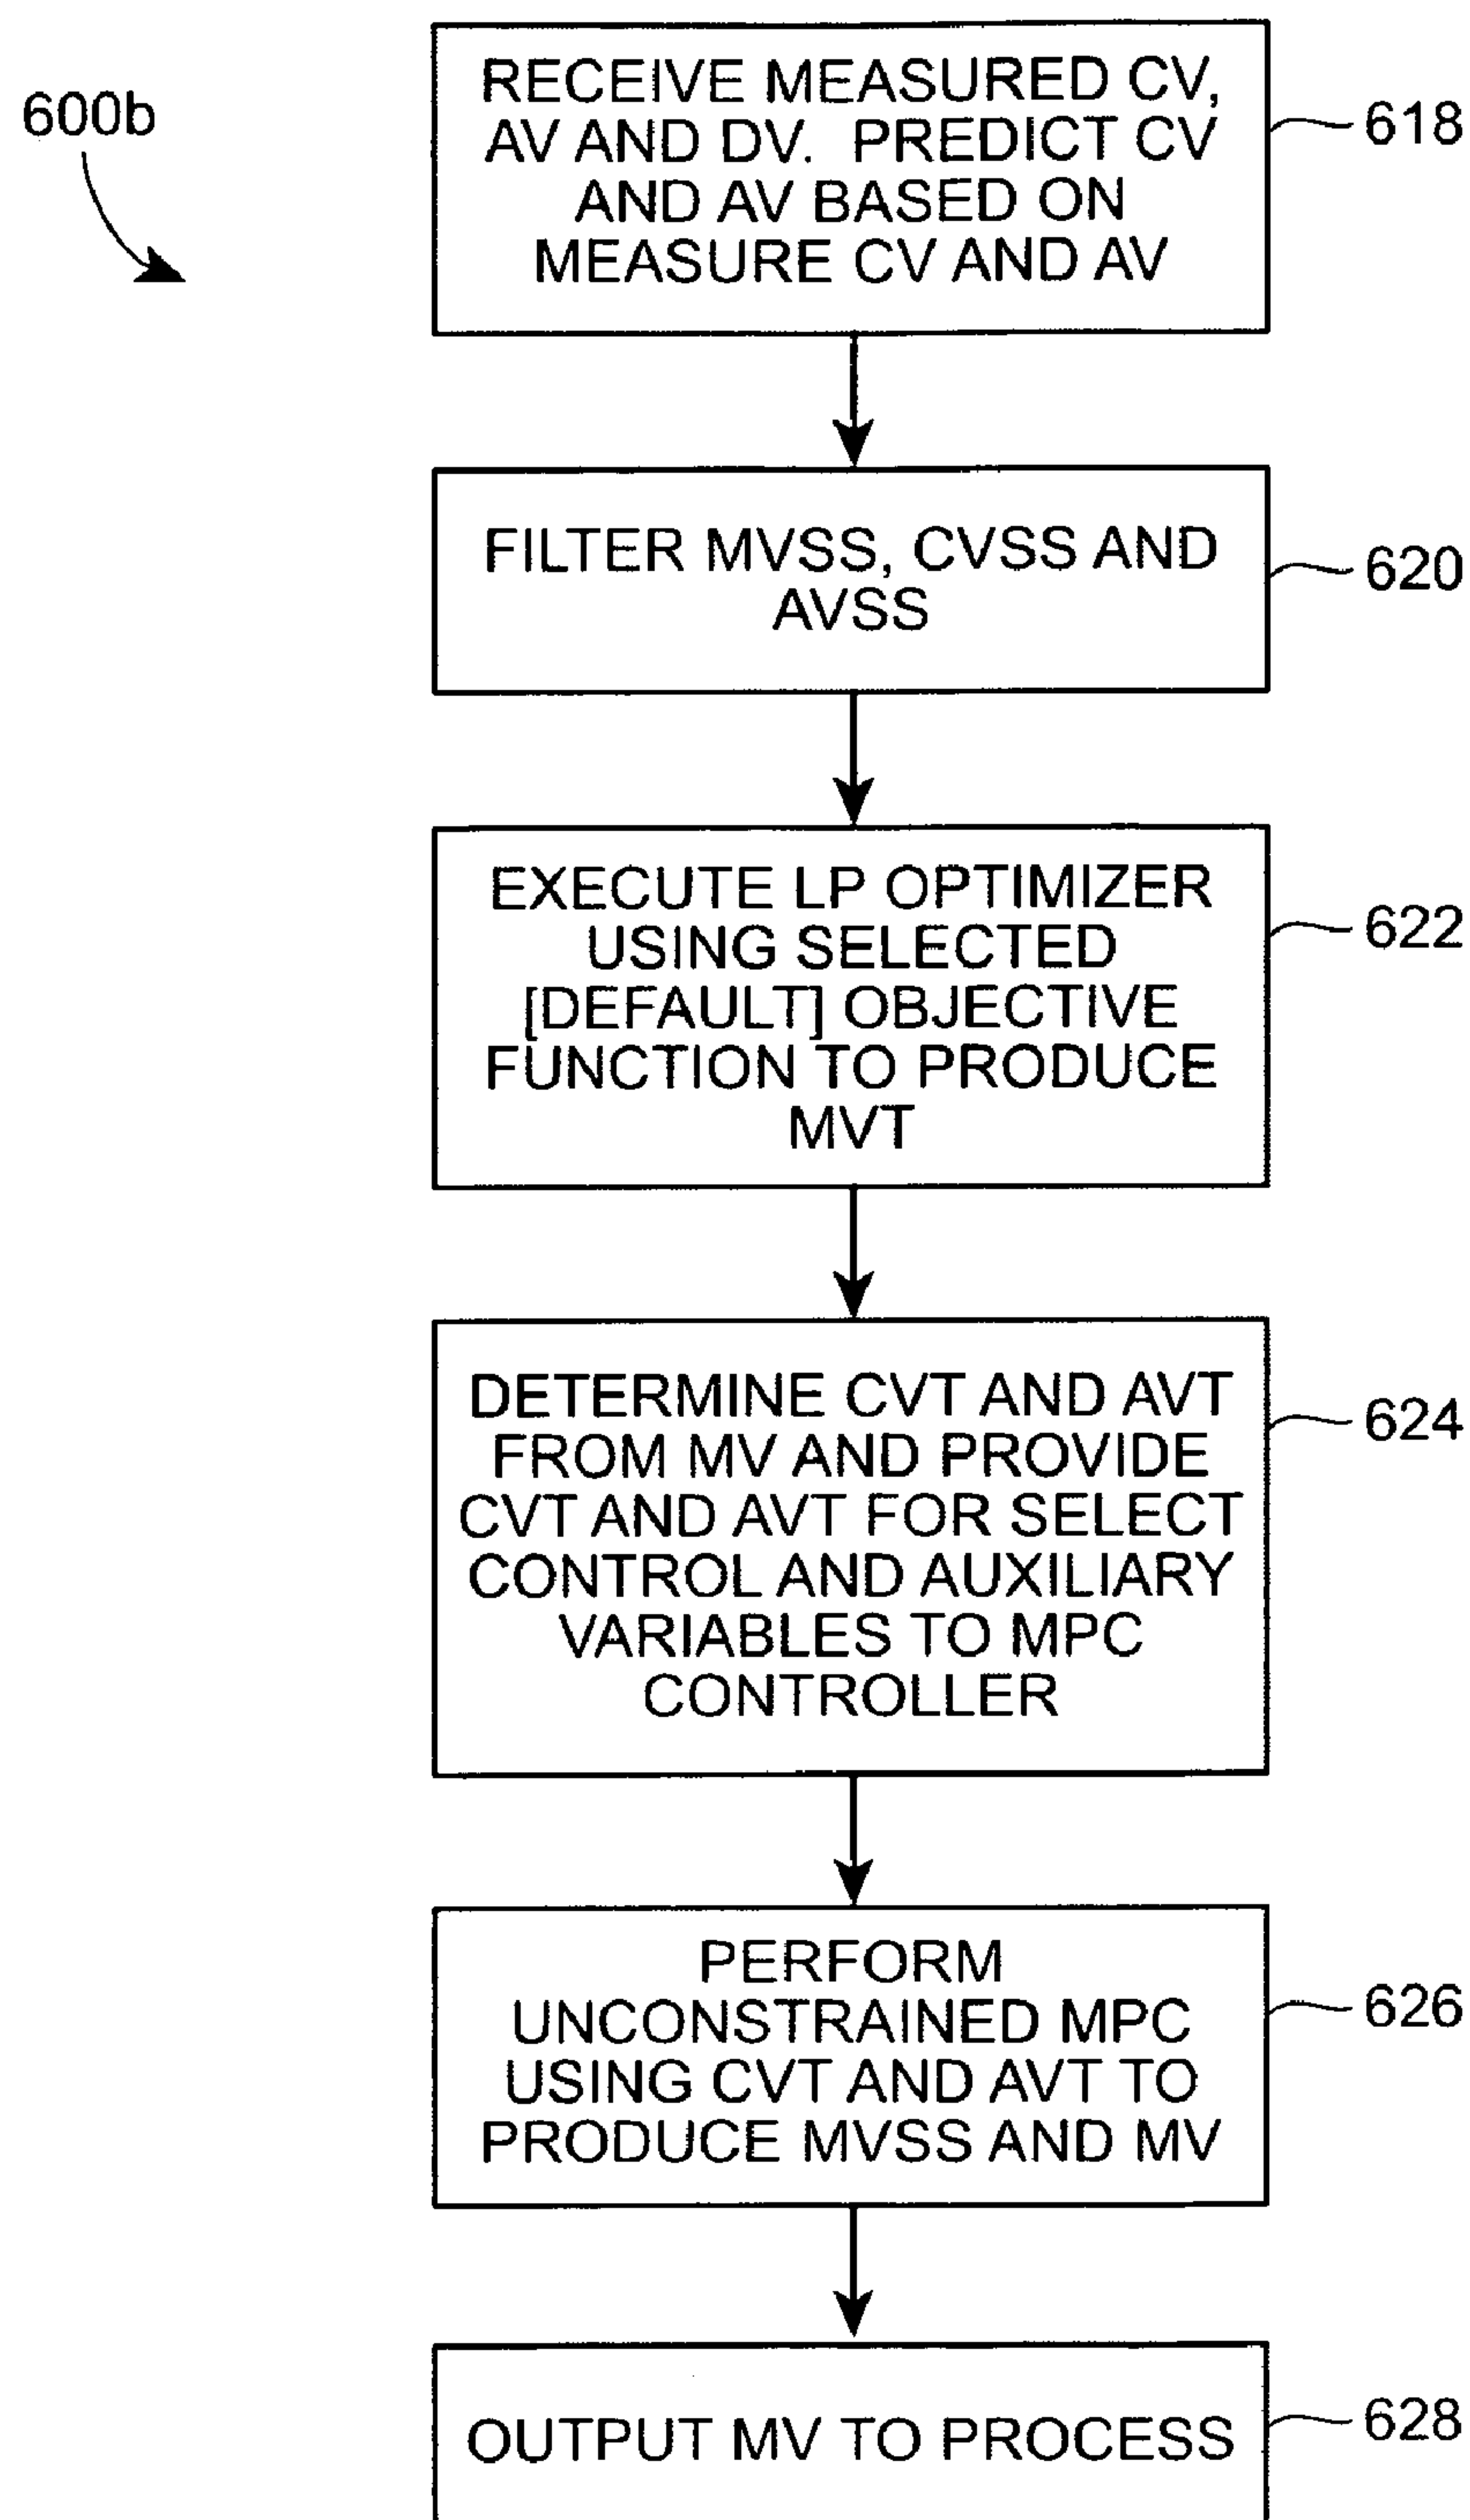 600b
RECEIVE MEASURED CV,
AV AND DV. PREDICT CV
AND AV BASED ON
MEASURE CV AND AV
618
FILTER MVSS, CVSS AND
AVSS
620
EXECUTE LP OPTIMIZER
USING SELECTED
[DEFAULT] OBJECTIVE
FUNCTION TO PRODUCE
MVT
622
DETERMINE CVT AND AVT
FROM MV AND PROVIDE
CVT AND AVT FOR SELECT
CONTROL AND AUXILIARY
VARIABLES TO MPC
CONTROLLER
624
PERFORM
UNCONSTRAINED MPC
USING CVT AND AVT TO
PRODUCE MVSS AND MV
626
OUTPUT MV TO PROCESS
628